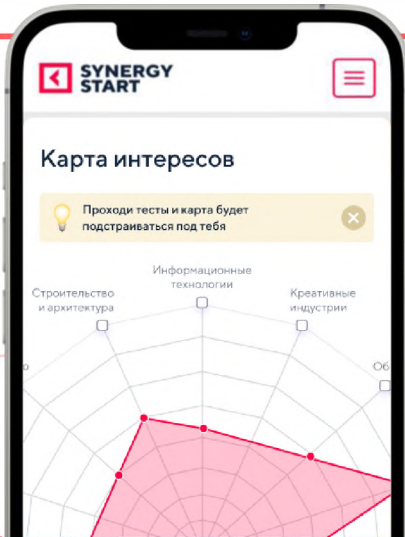 SYNERGY
START
Карта интересов
Проходи тесты и карта будет
подстраиваться под тебя
Информационные
технологии
Строительство
и архитектура
Креативные
индустрии
Об
о